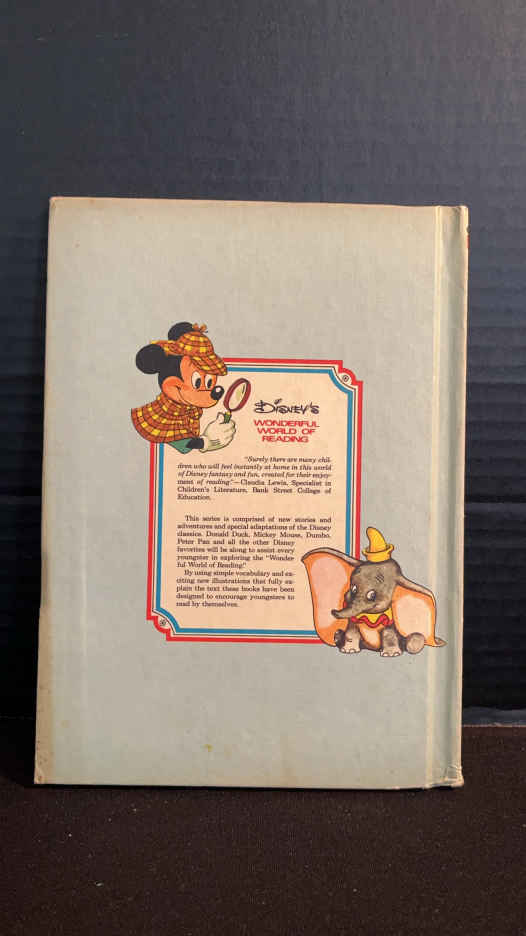 Disney's
WONDERFUL
WORLD OF
READING
"Surely there are many chil-
dren who will feel instantly at home in this world
of Disney fantasy and fun, created for their enjoy-
ment of reading."—Claudia Lewis, Specialist in
Children's Literature, Bank Street College of
Education.
This series is comprised of new stories and
adventures and special adaptations of the Disney
classics. Donald Duck, Mickey Mouse, Dumbo,
Peter Pan and all the other Disney
favorites will be along to assist every
youngster in exploring the "Wonder-
ful World of Reading."
By using simple vocabulary and ex-
citing new illustrations that fully ex-
plain the text these books have been
designed to encourage youngsters to
read by themselves.